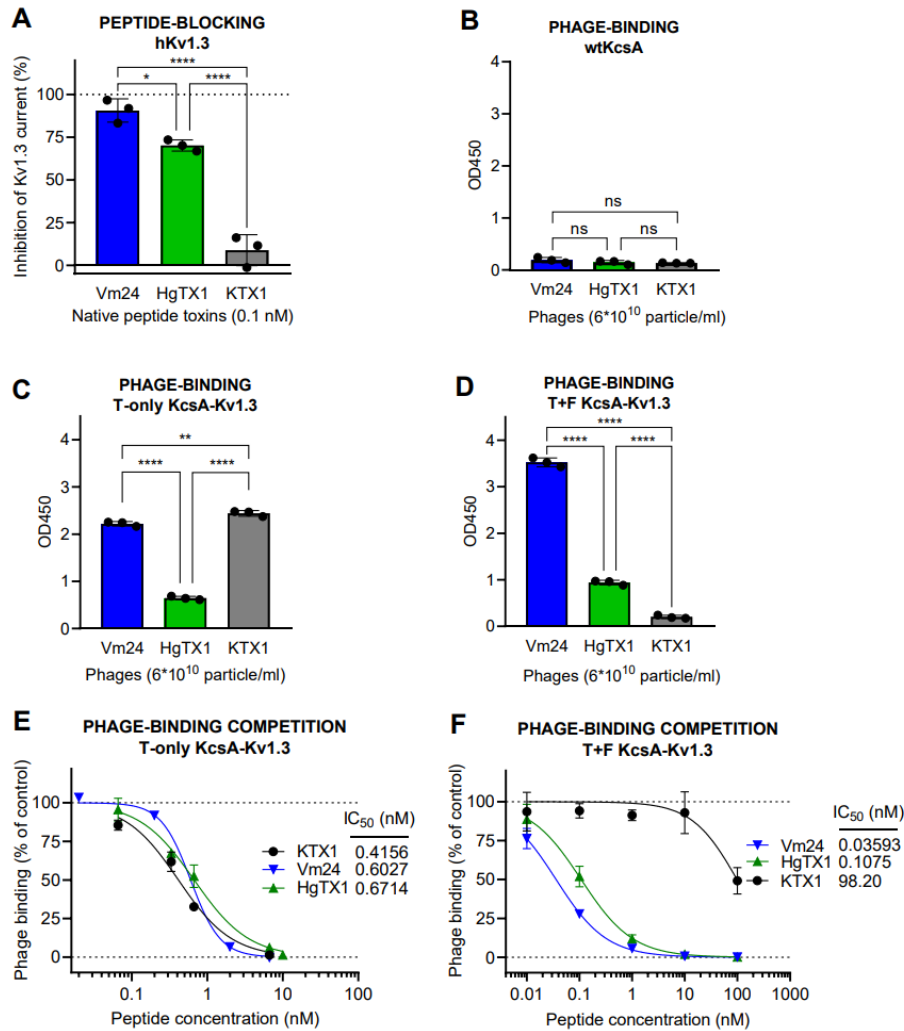 A
PEPTIDE-BLOCKING
hKv1.3
Inhibition of Kv1.3 current (%)
100
75
50
25
0
****
*
****
Vm24
HgTX1
KTX1
Native peptide toxins (0.1 nM)
B
PHAGE-BINDING
wtKcsA
OD450
4
3
2
1
0
ns
ns
ns
Vm24
HgTX1
KTX1
Phages (6*10¹⁰ particle/ml)
C
PHAGE-BINDING
T-only KcsA-Kv1.3
OD450
4
3
2
1
0
**
****
****
Vm24
HgTX1
KTX1
Phages (6*10¹⁰ particle/ml)
D
PHAGE-BINDING
T+F KcsA-Kv1.3
OD450
4
3
2
1
0
****
****
****
Vm24
HgTX1
KTX1
Phages (6*10¹⁰ particle/ml)
E
PHAGE-BINDING COMPETITION
T-only KcsA-Kv1.3
Phage binding (% of control)
100
75
50
25
0
IC₅₀ (nM)
KTX1 0.4156
Vm24 0.6027
HgTX1 0.6714
0.1
1
10
100
Peptide concentration (nM)
F
PHAGE-BINDING COMPETITION
T+F KcsA-Kv1.3
Phage binding (% of control)
100
75
50
25
0
IC₅₀ (nM)
Vm24 0.03593
HgTX1 0.1075
KTX1 98.20
0.01
0.1
1
10
100
1000
Peptide concentration (nM)